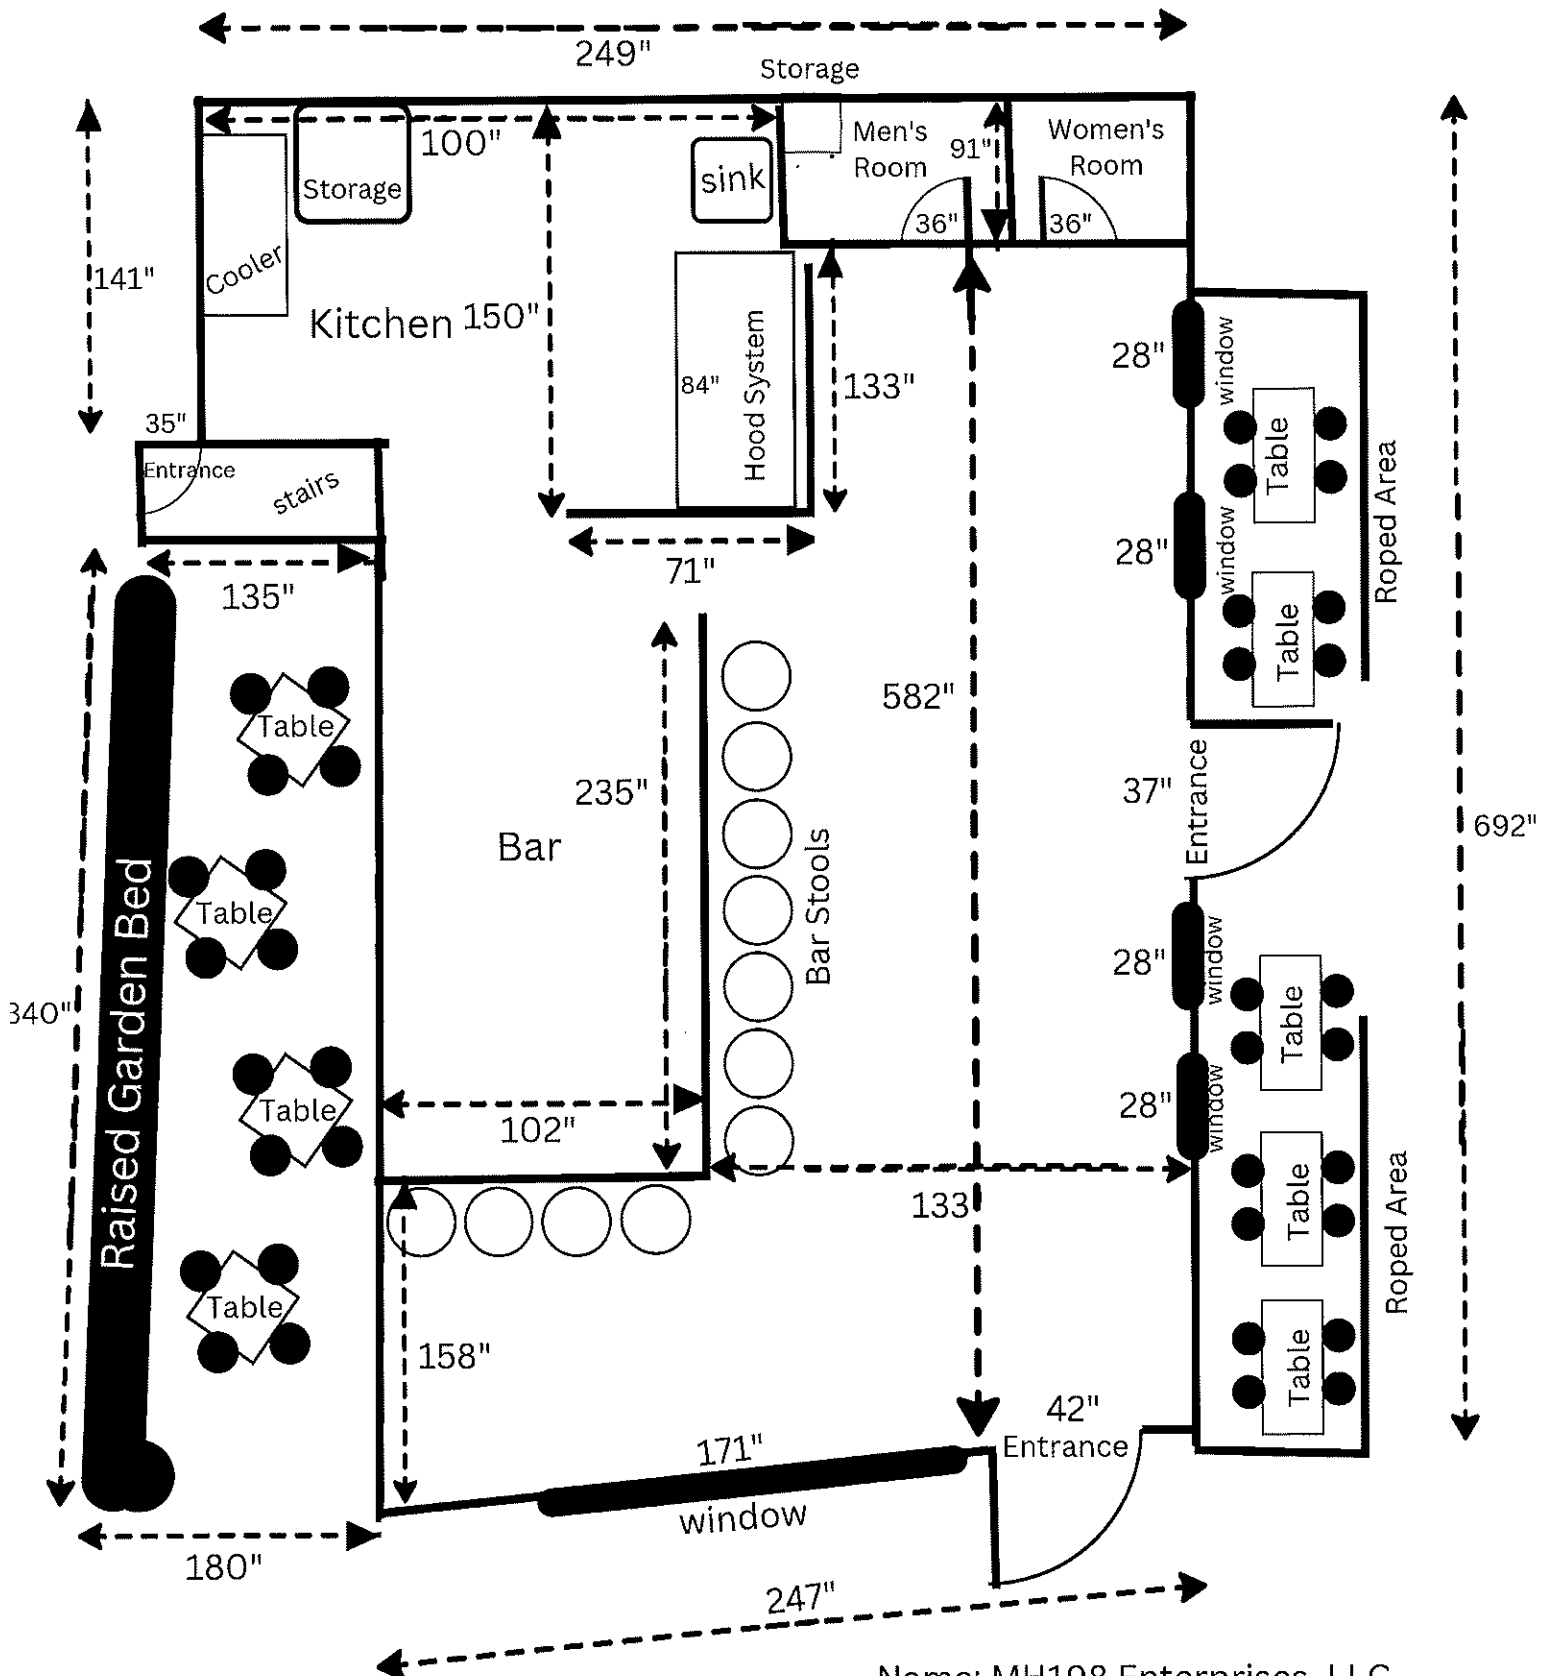 249"
Storage
100"
Men's
Room
91"
Women's
Room
sink
Storage
36"
36"
Cooler
141"
Kitchen
150"
84"
Hood System
133"
28"
window
Table
35"
Entrance
stairs
Roped Area
28"
window
71"
135"
Table
Table
582"
235"
37"
Entrance
692"
Bar
Bar Stools
Table
Raised Garden Bed
28"
window
Table
Table
102"
28"
window
133
Table
Roped Area
Table
158"
Table
42"
Entrance
171"
window
180"
247"